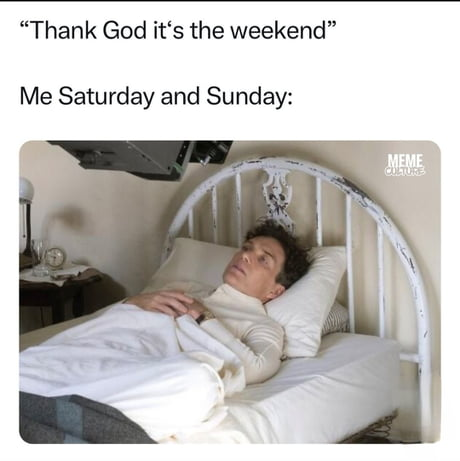 “Thank God it‘s the weekend”
Me Saturday and Sunday:
MEME
CULTURE